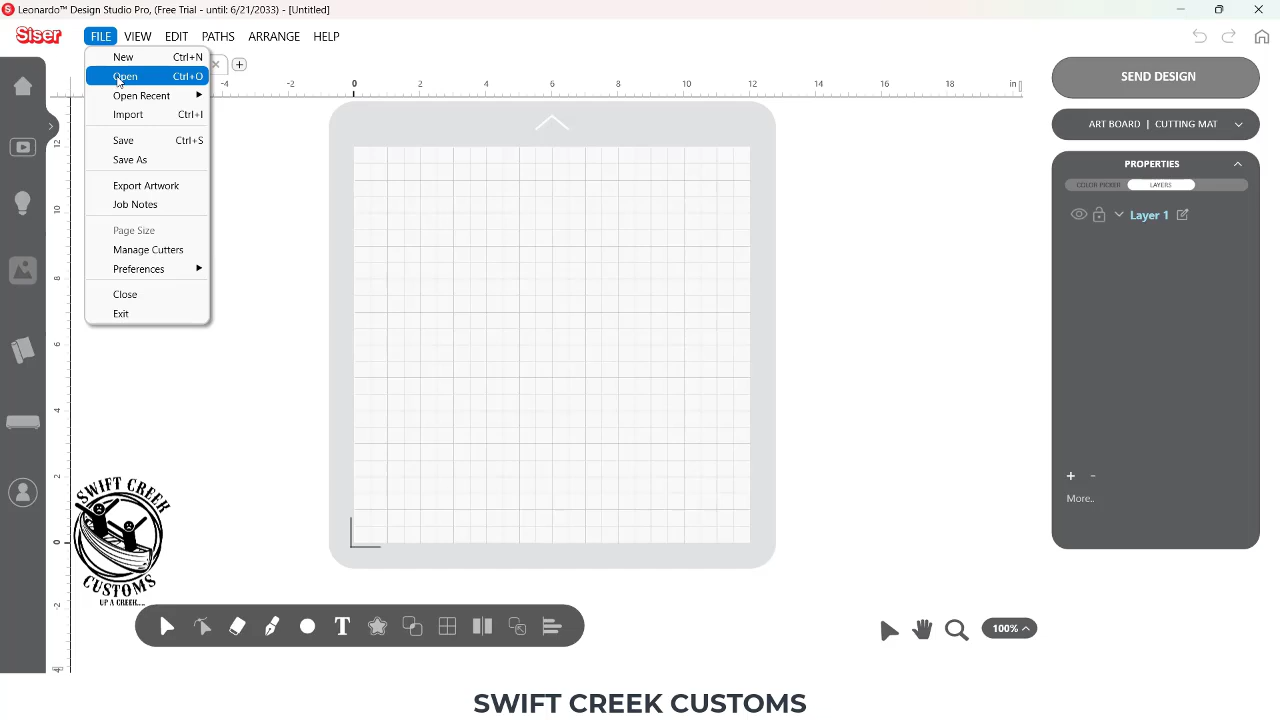 Leonardo™ Design Studio Pro, (Free Trial - until: 6/21/2033) - [Untitled]
Siser
FILE VIEW EDIT PATHS ARRANGE HELP
New Ctrl+N
Open Ctrl+O
Open Recent
Import Ctrl+I
Save Ctrl+S
Save As
Export Artwork
Job Notes
Page Size
Manage Cutters
Preferences
Close
Exit
-4 -2 0 2 4 6 8 10 12 14 16 18 in
12
10
8
6
4
2
0
-2
-4
SEND DESIGN
ART BOARD | CUTTING MAT
PROPERTIES
COLOR PICKER LAYERS
Layer 1
+ -
More..
SWIFT CREEK
CUSTOMS
UP A CREEK....
T
100%
SWIFT CREEK CUSTOMS